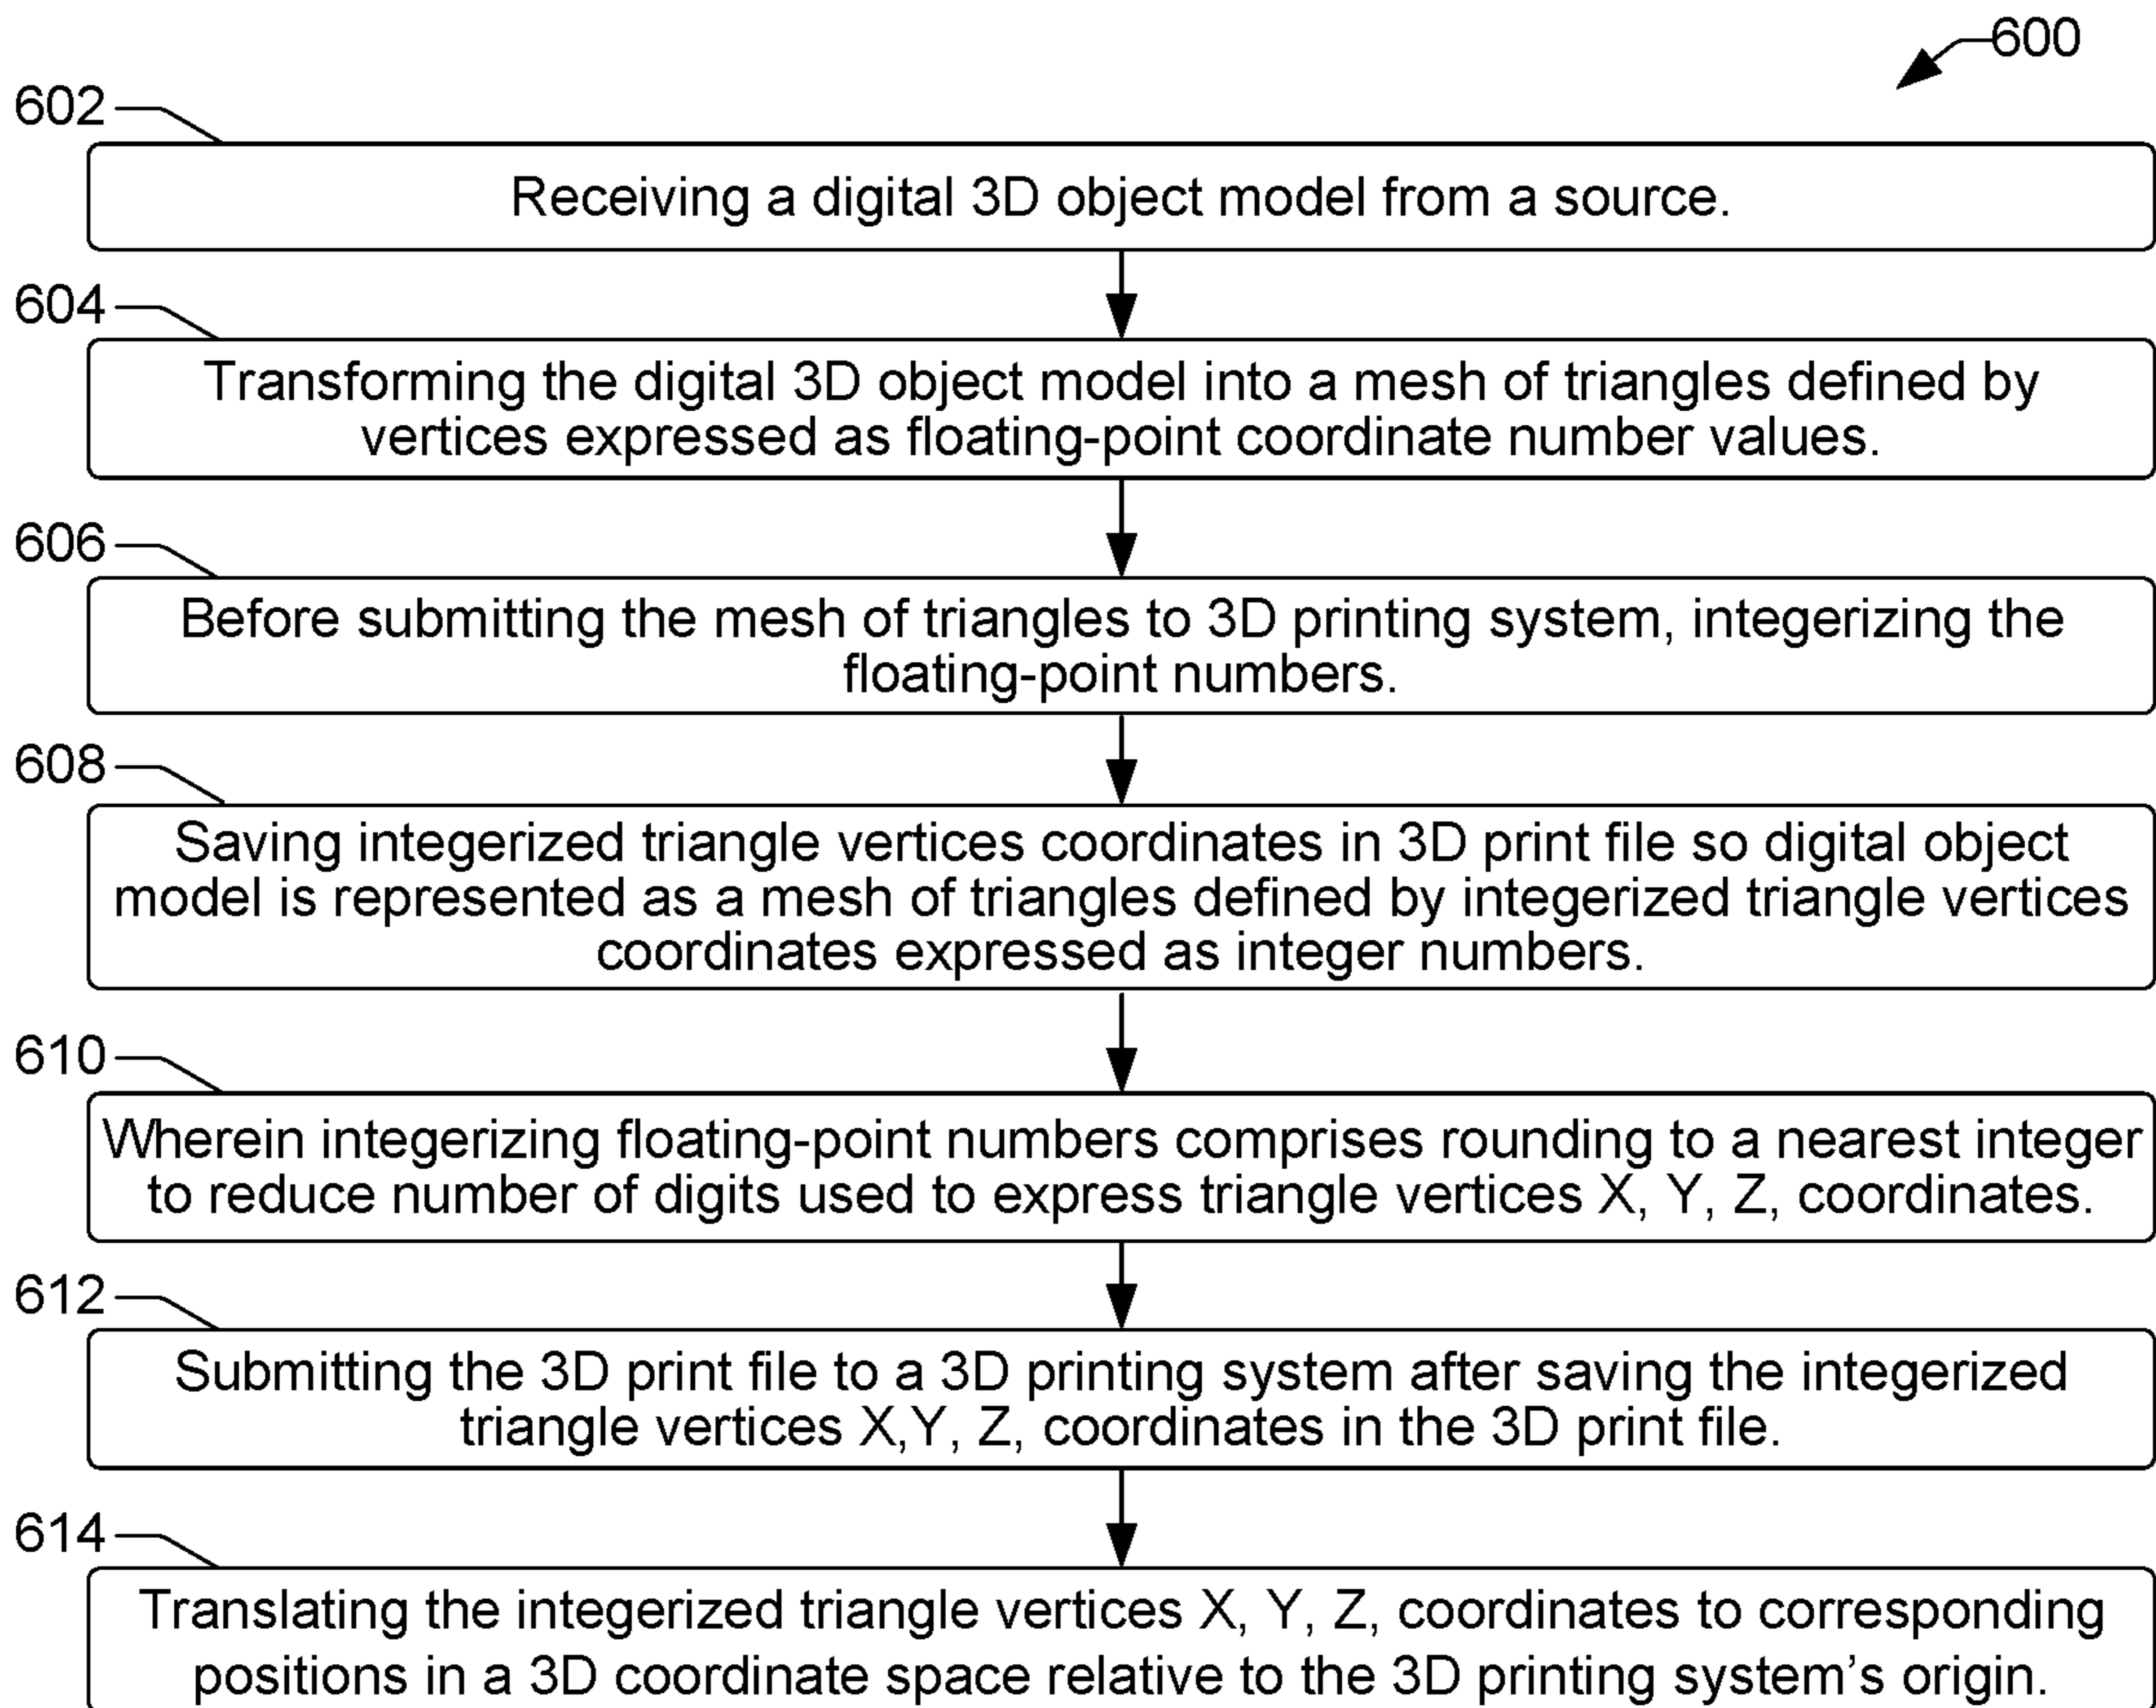 600
602
Receiving a digital 3D object model from a source.
604
Transforming the digital 3D object model into a mesh of triangles defined by
vertices expressed as floating-point coordinate number values.
606
Before submitting the mesh of triangles to 3D printing system, integerizing the
floating-point numbers.
608
Saving integerized triangle vertices coordinates in 3D print file so digital object
model is represented as a mesh of triangles defined by integerized triangle vertices
coordinates expressed as integer numbers.
610
Wherein integerizing floating-point numbers comprises rounding to a nearest integer
to reduce number of digits used to express triangle vertices X, Y, Z, coordinates.
612
Submitting the 3D print file to a 3D printing system after saving the integerized
triangle vertices X,Y, Z, coordinates in the 3D print file.
614
Translating the integerized triangle vertices X, Y, Z, coordinates to corresponding
positions in a 3D coordinate space relative to the 3D printing system’s origin.